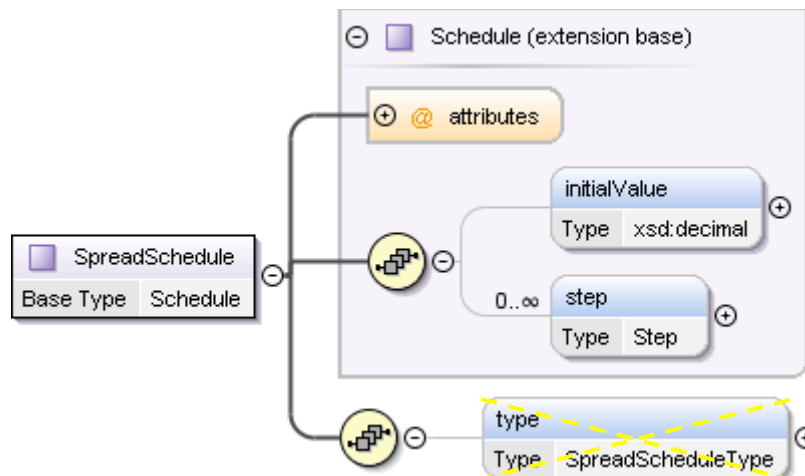 Schedule (extension base)
@ attributes
initialValue
Type xsd:decimal
SpreadSchedule
Base Type Schedule
0..∞ step
Type Step
type
Type SpreadScheduleType